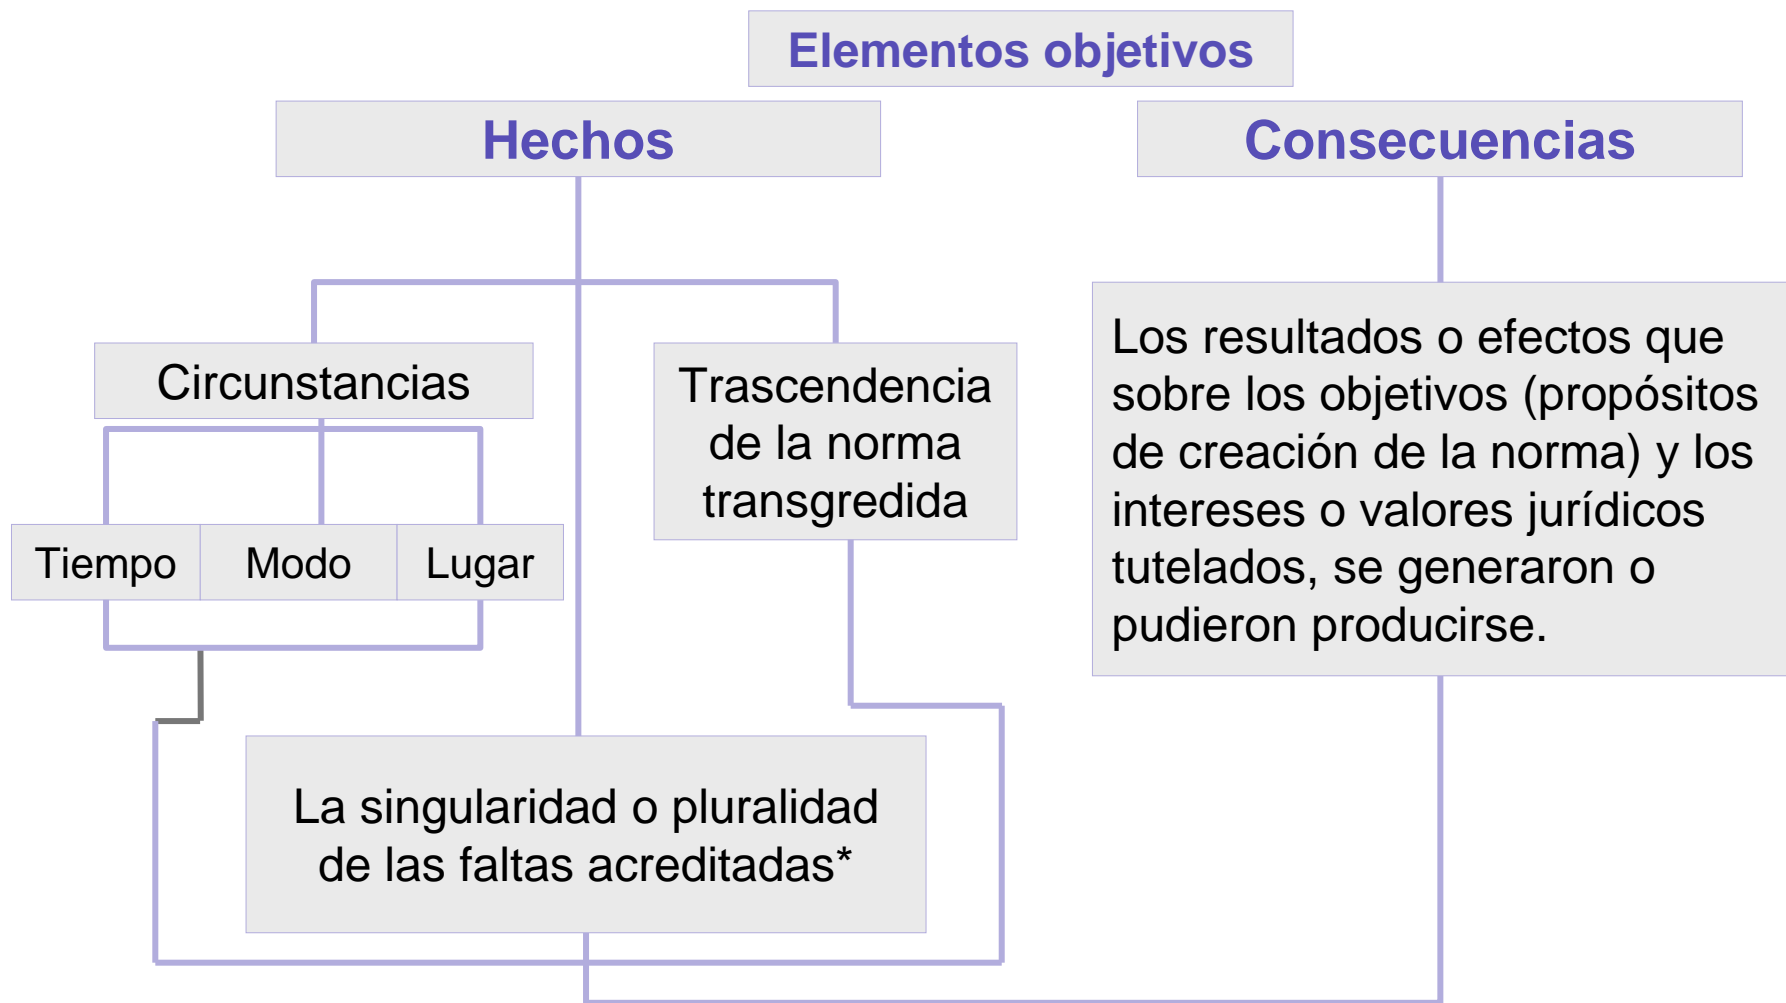 Elementos objetivos
Hechos
Consecuencias
Circunstancias
Tiempo
Modo
Lugar
Trascendencia
de la norma
transgredida
La singularidad o pluralidad
de las faltas acreditadas*
Los resultados o efectos que
sobre los objetivos (propósitos
de creación de la norma) y los
intereses o valores jurídicos
tutelados, se generaron o
pudieron producirse.